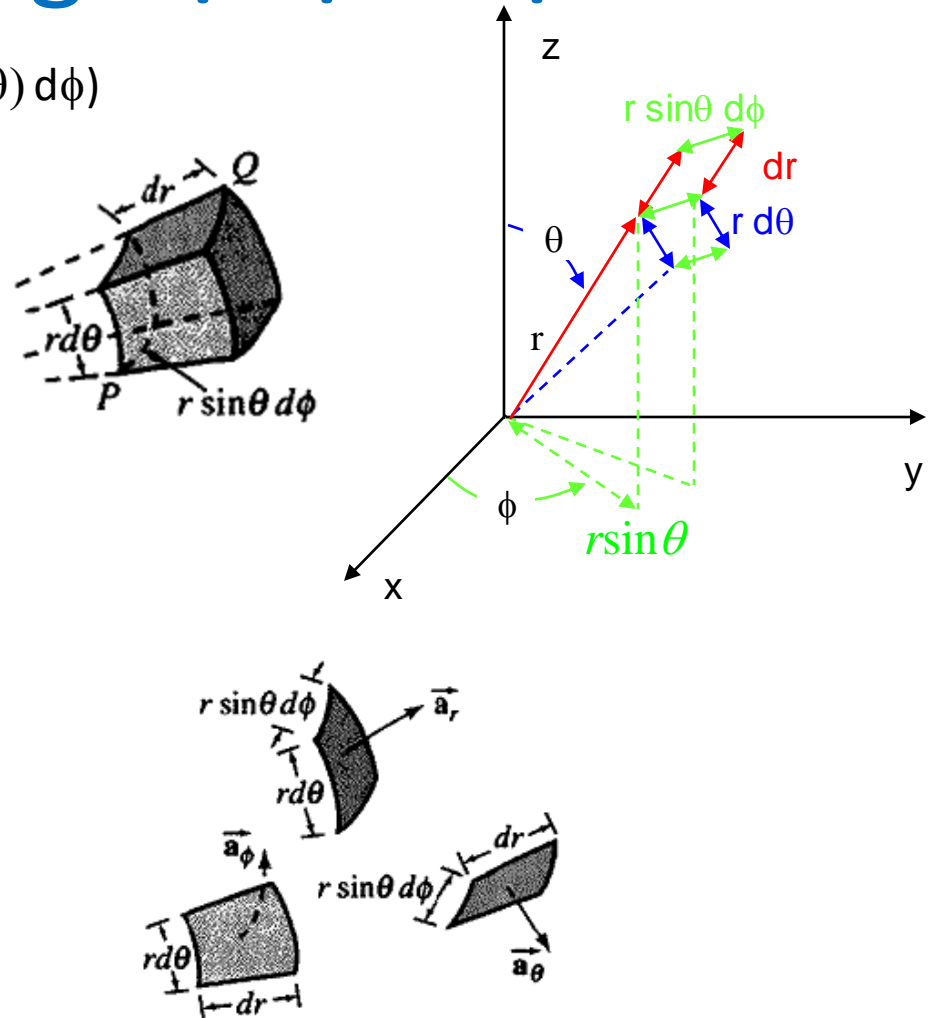 θ) dϕ)
z
r sinθ dϕ
dr
Q
dr
r dθ
θ
rdθ
r
P
r sinθ dϕ
y
ϕ
rsinθ
x
r sinθ dϕ
a_r
rdθ
a_ϕ
dr
r sinθ dϕ
rdθ
a_θ
dr